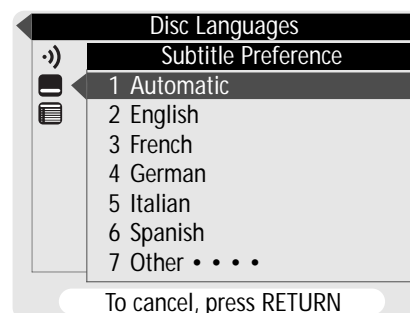 Disc Languages
Subtitle Preference
1 Automatic
2 English
3 French
4 German
5 Italian
6 Spanish
7 Other • • • •
To cancel, press RETURN